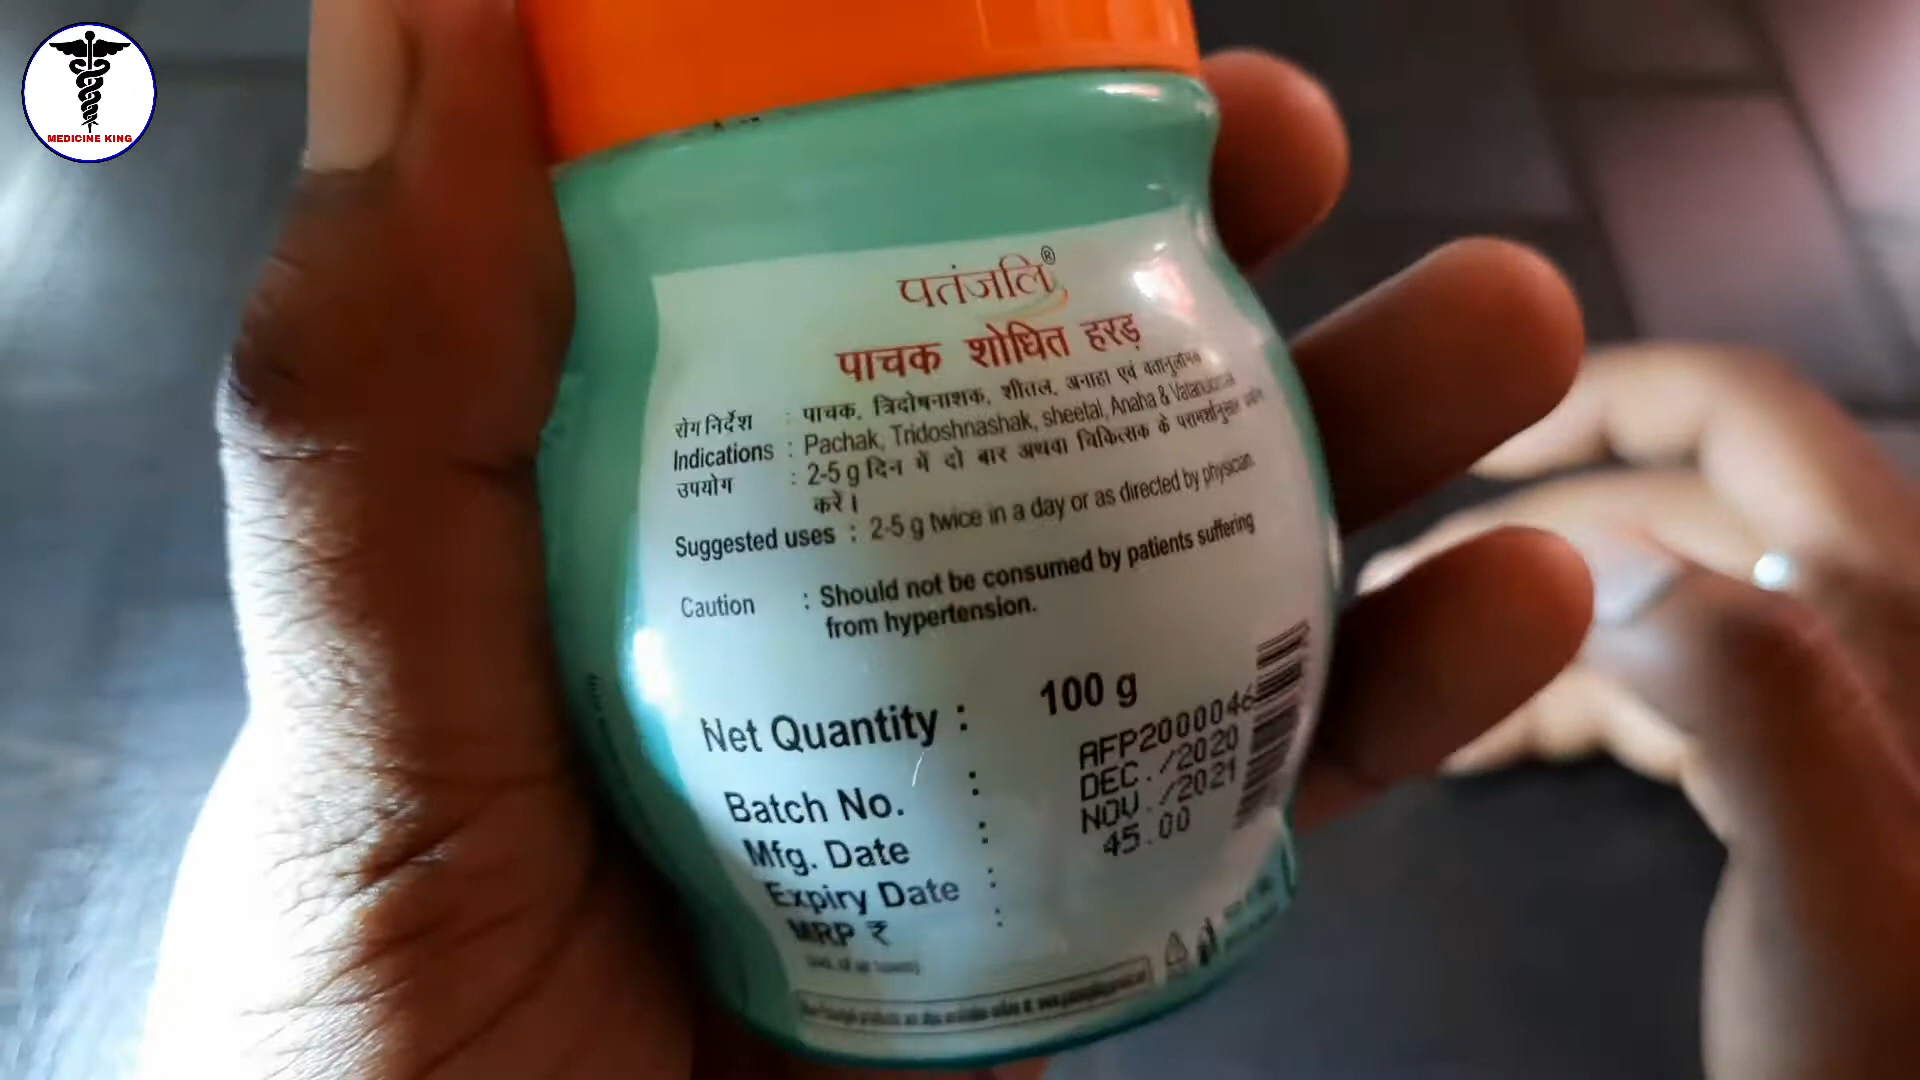 MEDICINE KING
पतंजलि®
पाचक शोधित हरड़
रोग निर्देश : पाचक, त्रिदोषनाशक, शीतल, अनाहा एवं वतानुलोमक
Indications : Pachak, Tridoshnashak, sheetal, Anaha &
उपयोग : 2-5 g दिन में दो बार अथवा चिकित्सक के परामर्शानुसार
करें।
Suggested uses : 2-5 g twice in a day or as directed by physician
Caution : Should not be consumed by patients suffering
from hypertension.
Net Quantity : 100 g
Batch No. : AFP2000046
Mfg. Date : DEC./2020
Expiry Date : NOV./2021
MRP ₹ : 45.00